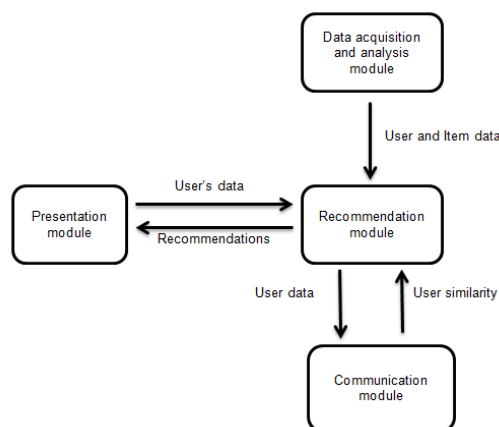 Data acquisition
and analysis
module
User and Item data
User's data
Presentation
module
Recommendations
Recommendation
module
User data
User similarity
Communication
module